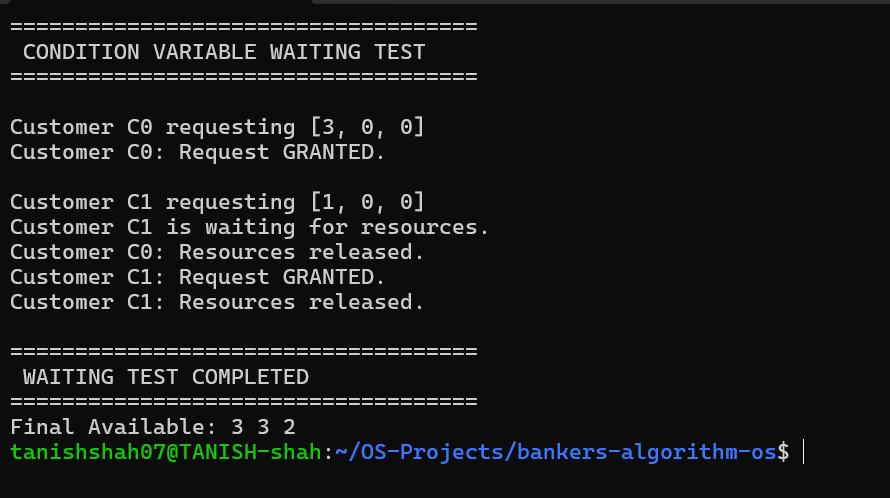 ====================================
CONDITION VARIABLE WAITING TEST
====================================
Customer C0 requesting [3, 0, 0]
Customer C0: Request GRANTED.
Customer C1 requesting [1, 0, 0]
Customer C1 is waiting for resources.
Customer C0: Resources released.
Customer C1: Request GRANTED.
Customer C1: Resources released.
====================================
WAITING TEST COMPLETED
====================================
Final Available: 3 3 2
tanishshah07@TANISH-shah:~/OS-Projects/bankers-algorithm-os$